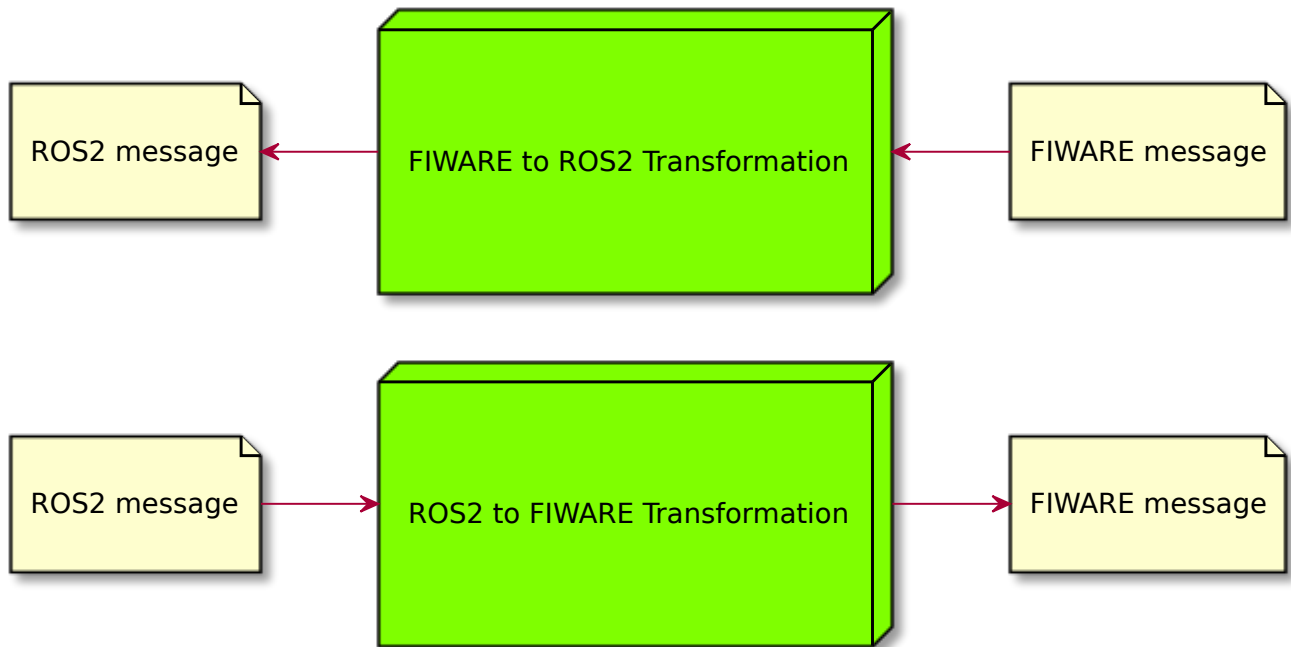 ROS2 message
FIWARE to ROS2 Transformation
FIWARE message
ROS2 message
ROS2 to FIWARE Transformation
FIWARE message